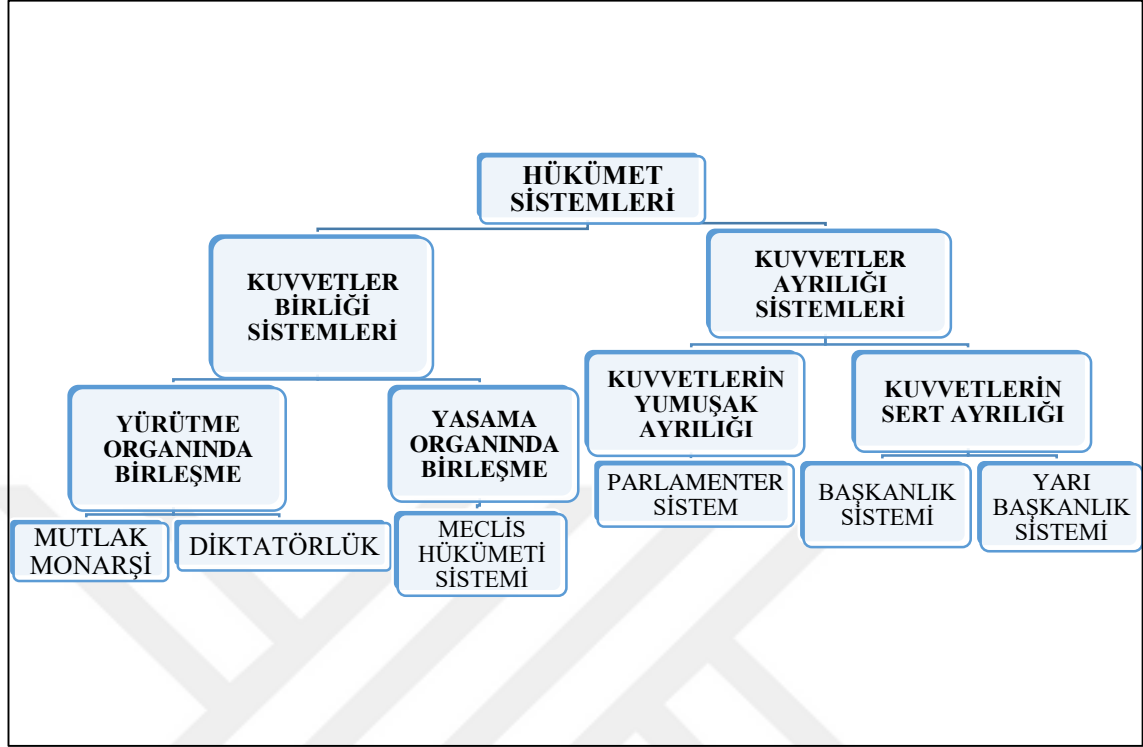 HÜKÜMET
SİSTEMLERİ
KUVVETLER
BİRLİĞİ
SİSTEMLERİ
KUVVETLER
AYRILIĞI
SİSTEMLERİ
YÜRÜTME
ORGANINDA
BİRLEŞME
YASAMA
ORGANINDA
BİRLEŞME
KUVVETLERİN
YUMUŞAK
AYRILIĞI
KUVVETLERİN
SERT AYRILIĞI
MUTLAK
MONARŞİ
DİKTATÖRLÜK
MECLİS
HÜKÜMETİ
SİSTEMİ
PARLAMENTER
SİSTEM
BAŞKANLIK
SİSTEMİ
YARI
BAŞKANLIK
SİSTEMİ